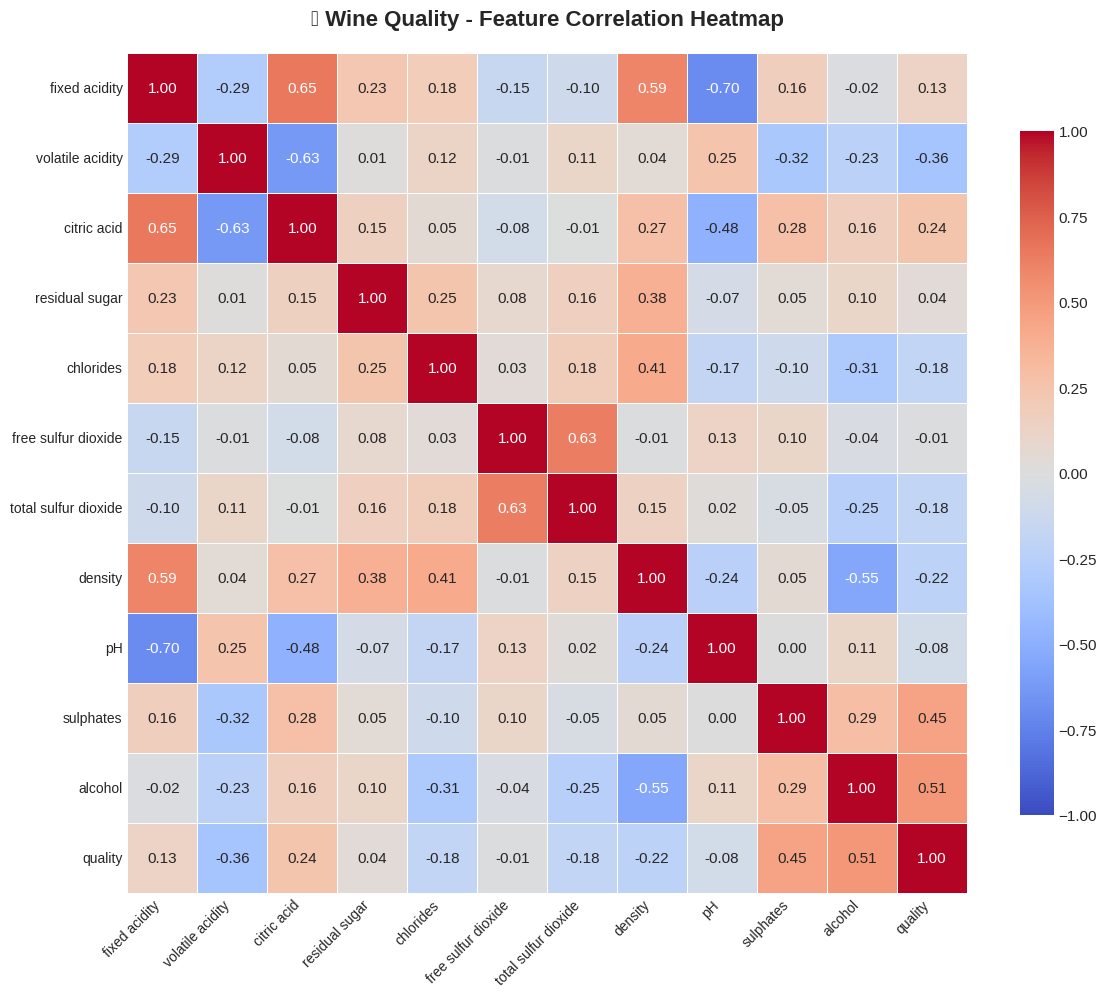 Wine Quality - Feature Correlation Heatmap
fixed acidity 1.00 -0.29 0.65 0.23 0.18 -0.15 -0.10 0.59 -0.70 0.16 -0.02 0.13
volatile acidity -0.29 1.00 -0.63 0.01 0.12 -0.01 0.11 0.04 0.25 -0.32 -0.23 -0.36
citric acid 0.65 -0.63 1.00 0.15 0.05 -0.08 -0.01 0.27 -0.48 0.28 0.16 0.24
residual sugar 0.23 0.01 0.15 1.00 0.25 0.08 0.16 0.38 -0.07 0.05 0.10 0.04
chlorides 0.18 0.12 0.05 0.25 1.00 0.03 0.18 0.41 -0.17 -0.10 -0.31 -0.18
free sulfur dioxide -0.15 -0.01 -0.08 0.08 0.03 1.00 0.63 -0.01 0.13 0.10 -0.04 -0.01
total sulfur dioxide -0.10 0.11 -0.01 0.16 0.18 0.63 1.00 0.15 0.02 -0.05 -0.25 -0.18
density 0.59 0.04 0.27 0.38 0.41 -0.01 0.15 1.00 -0.24 0.05 -0.55 -0.22
pH -0.70 0.25 -0.48 -0.07 -0.17 0.13 0.02 -0.24 1.00 0.00 0.11 -0.08
sulphates 0.16 -0.32 0.28 0.05 -0.10 0.10 -0.05 0.05 0.00 1.00 0.29 0.45
alcohol -0.02 -0.23 0.16 0.10 -0.31 -0.04 -0.25 -0.55 0.11 0.29 1.00 0.51
quality 0.13 -0.36 0.24 0.04 -0.18 -0.01 -0.18 -0.22 -0.08 0.45 0.51 1.00
fixed acidity
volatile acidity
citric acid
residual sugar
chlorides
free sulfur dioxide
total sulfur dioxide
density
pH
sulphates
alcohol
quality
1.00
0.75
0.50
0.25
0.00
−0.25
−0.50
−0.75
−1.00